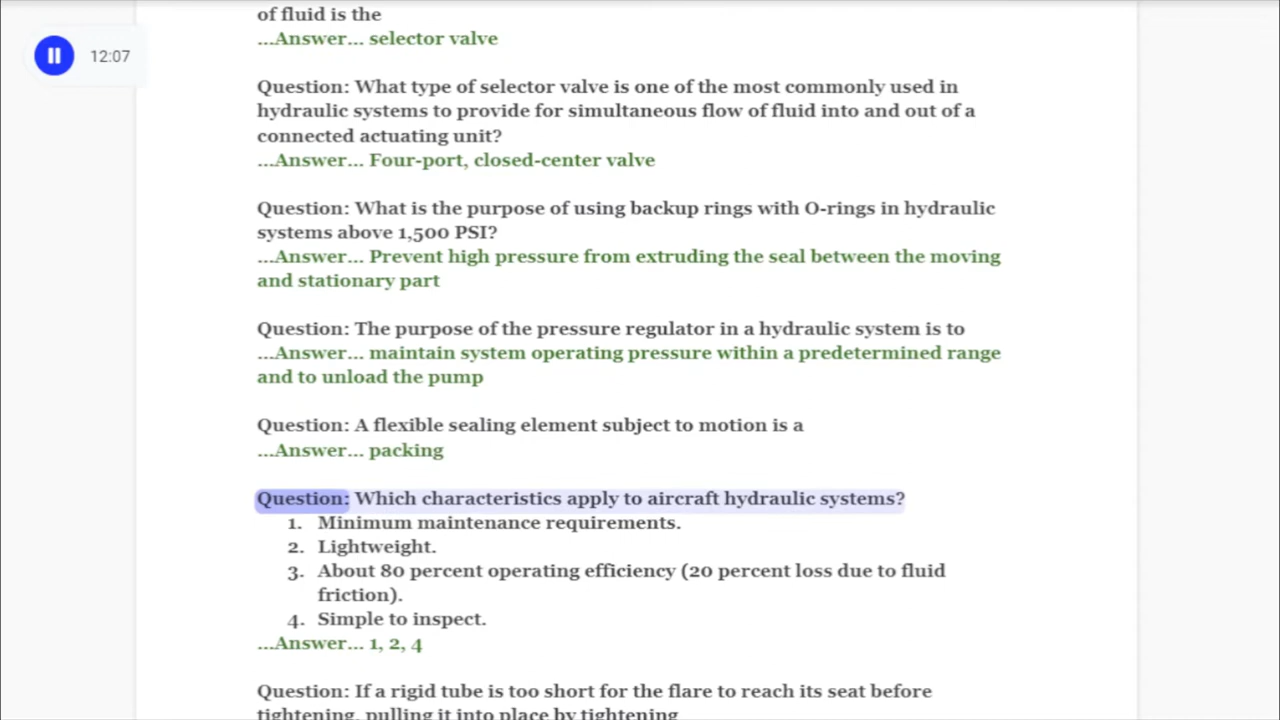 of fluid is the
...Answer... selector valve
12:07
Question: What type of selector valve is one of the most commonly used in
hydraulic systems to provide for simultaneous flow of fluid into and out of a
connected actuating unit?
...Answer... Four-port, closed-center valve
Question: What is the purpose of using backup rings with O-rings in hydraulic
systems above 1,500 PSI?
...Answer... Prevent high pressure from extruding the seal between the moving
and stationary part
Question: The purpose of the pressure regulator in a hydraulic system is to
...Answer... maintain system operating pressure within a predetermined range
and to unload the pump
Question: A flexible sealing element subject to motion is a
...Answer... packing
Question: Which characteristics apply to aircraft hydraulic systems?
1. Minimum maintenance requirements.
2. Lightweight.
3. About 80 percent operating efficiency (20 percent loss due to fluid
friction).
4. Simple to inspect.
...Answer... 1, 2, 4
Question: If a rigid tube is too short for the flare to reach its seat before
tightening, pulling it into place by tightening